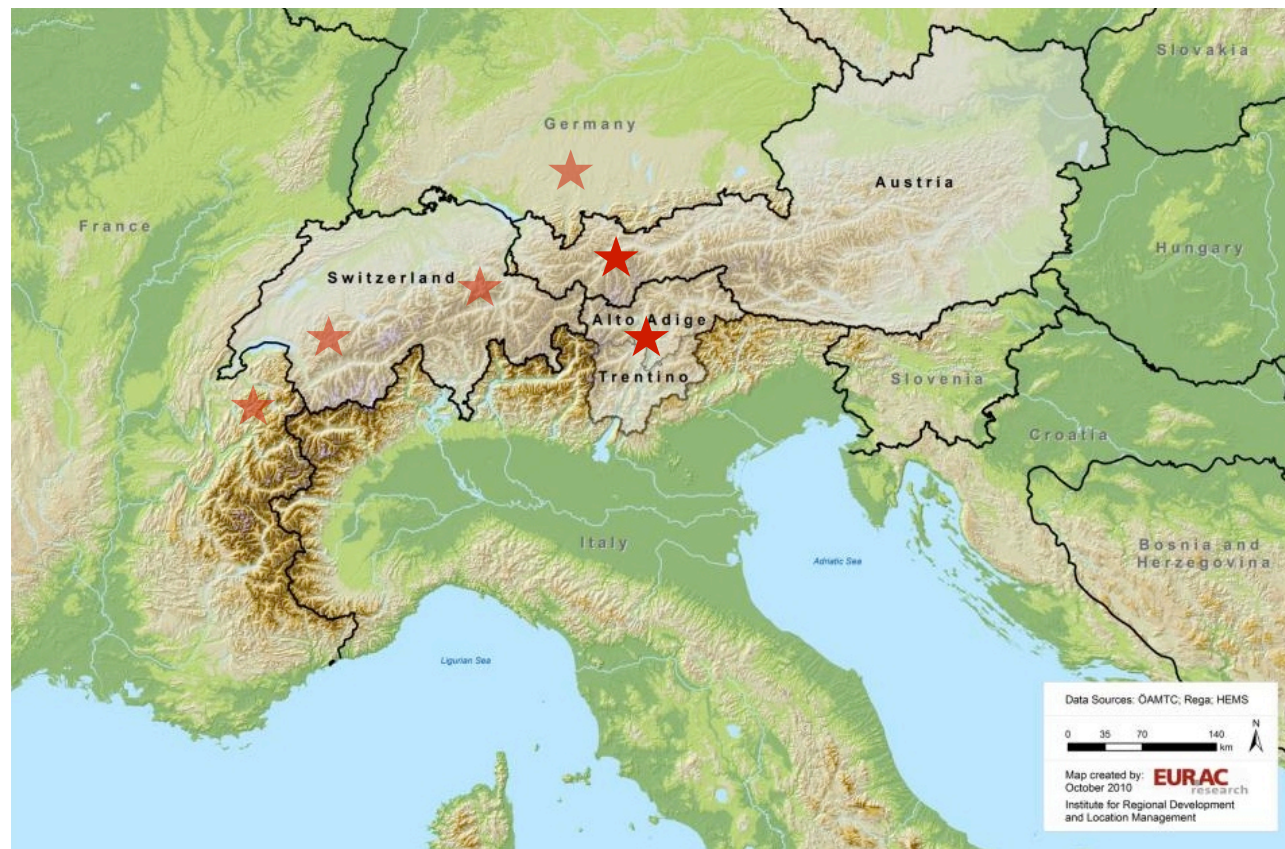 Slovakia
Germany
Austria
France
Hungary
Switzerland
Alto Adige
Trentino
Slovenia
Croatia
Italy
Bosnia and
Herzegovina
Adriatic Sea
Ligurian Sea
Data Sources: ÖAMTC; Rega; HEMS
0 35 70 140
km
N
Map created by:
October 2010
EURAC
research
Institute for Regional Development
and Location Management